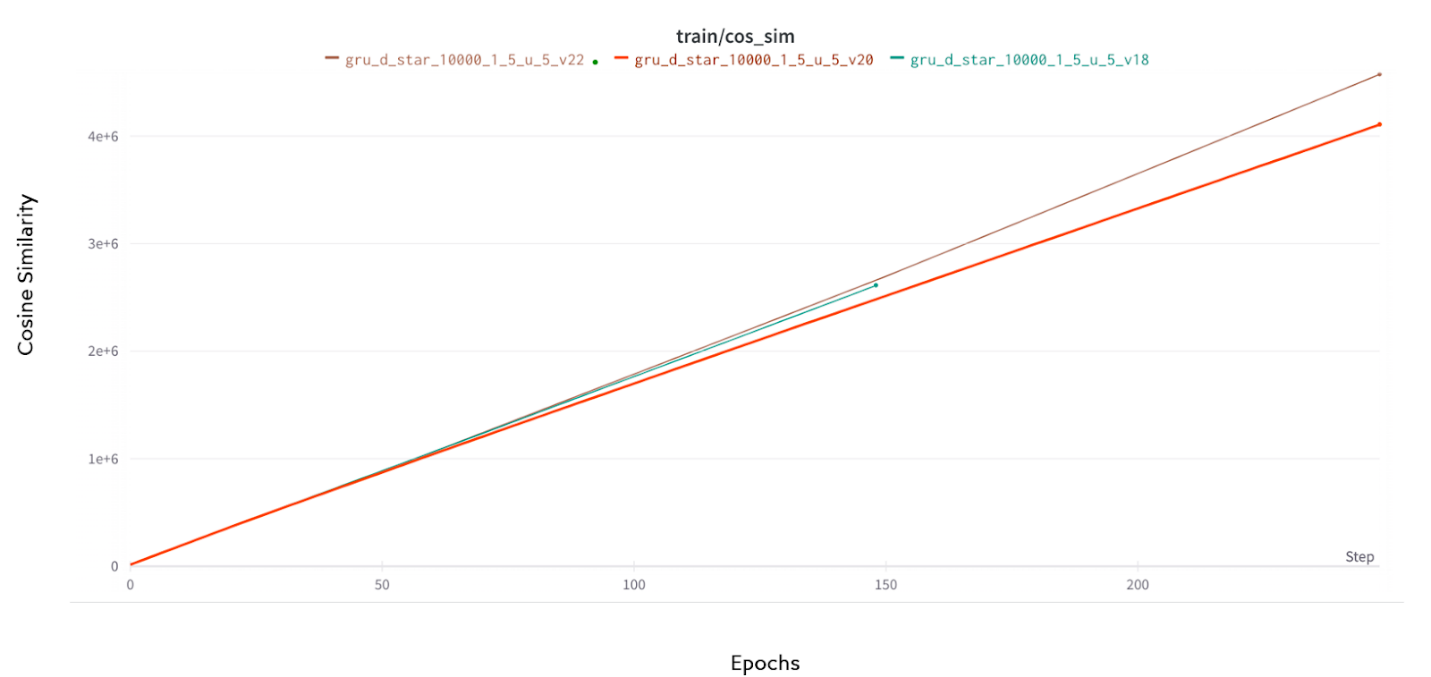 train/cos_sim
gru_d_star_10000_1_5_u_5_v22 gru_d_star_10000_1_5_u_5_v20 gru_d_star_10000_1_5_u_5_v18
4e+6
3e+6
2e+6
1e+6
0
Cosine Similarity
Step
0 50 100 150 200
Epochs